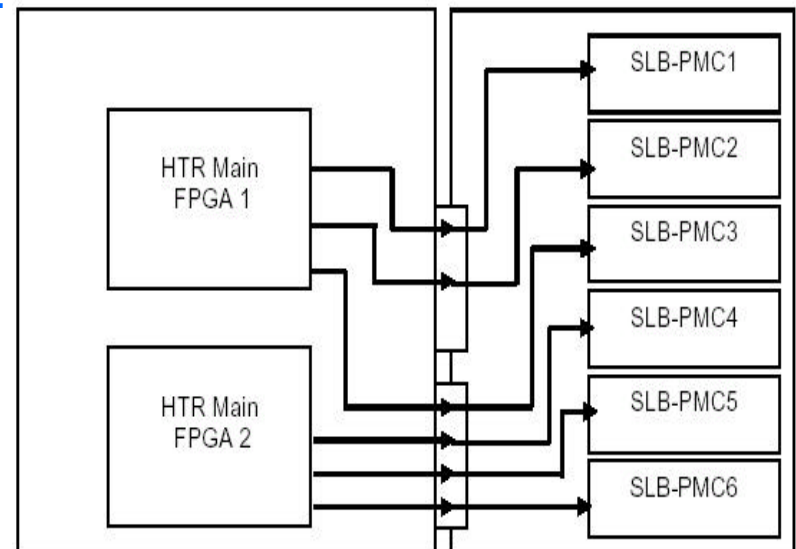 HTR Main
FPGA 1
HTR Main
FPGA 2
SLB-PMC1
SLB-PMC2
SLB-PMC3
SLB-PMC4
SLB-PMC5
SLB-PMC6